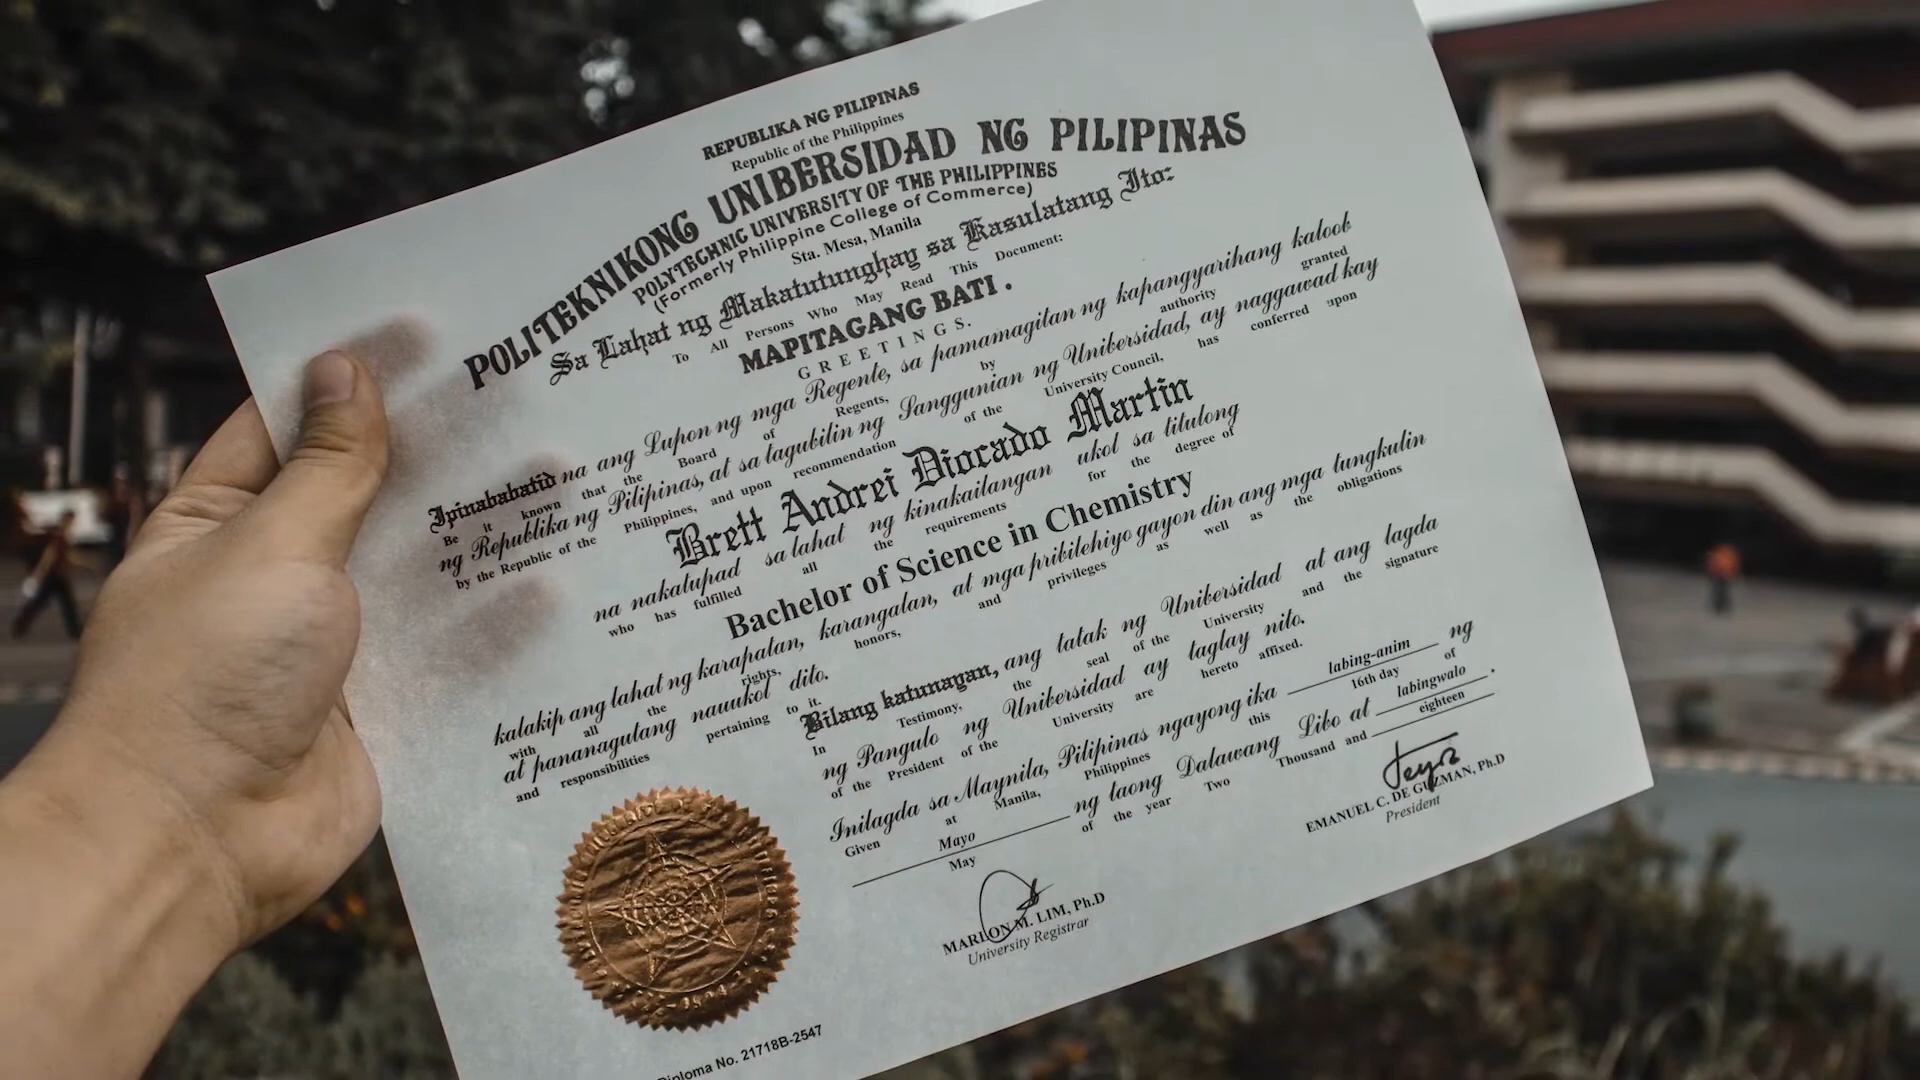 REPUBLIKA NG PILIPINAS
Republic of the Philippines
POLITEKNIKONG UNIBERSIDAD NG PILIPINAS
POLYTECHNIC UNIVERSITY OF THE PHILIPPINES
(Formerly Philippine College of Commerce)
Sta. Mesa, Manila
Sa Lahat ng Makatutunghay sa Kasulatang Ito:
To All Persons Who May Read This Document:
MAPITAGANG BATI.
GREETINGS.
Ipinababatid na ang Lupon ng mga Regente, sa pamamagitan ng kapangyarihang kaloob
Be it known that the Board of Regents, by authority granted
ng Republika ng Pilipinas, at sa tagubilin ng Sanggunian ng Unibersidad, ay naggawad kay
by the Republic of the Philippines, and upon recommendation of the University Council, has conferred upon
Brett Andrei Diocado Martin
na nakatupad sa lahat ng kinakailangan ukol sa titulong
who has fulfilled all the requirements for the degree of
Bachelor of Science in Chemistry
kalakip ang lahat ng karapatan, karangalan, at mga pribilehiyo gayon din ang mga tungkulin
with all the rights, honors, and privileges as well as the obligations
at pananagutang nauukol dito.
and responsibilities pertaining to it.
Bilang katunayan, ang tatak ng Unibersidad at ang lagda
In Testimony, the seal of the University and the signature
ng Pangulo ng Unibersidad ay taglay nito.
of the President of the University are hereto affixed.
Inilagda sa Maynila, Pilipinas ngayong ika labing-anim ng
Given at Manila, Philippines this 16th day of
Mayo ng taong Dalawang Libo at labingwalo.
May of the year Two Thousand and eighteen
EMANUEL C. DE GUZMAN, Ph.D
President
MARLON M. LIM, Ph.D
University Registrar
Diploma No. 21718B-2547